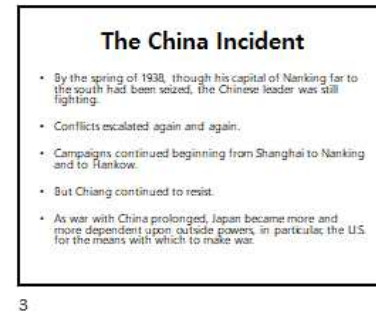 The China Incident
• By the spring of 1938, though his capital of Nanking far to
the south had been seized, the Chinese leader was still
fighting.
• Conflicts escalated again and again.
• Campaigns continued beginning from Shanghai to Nanking
and to Hankow.
• But Chiang continued to resist.
• As war with China prolonged, Japan became more and
more dependent upon outside powers, in particular, the U.S.
for the means with which to make war.
3